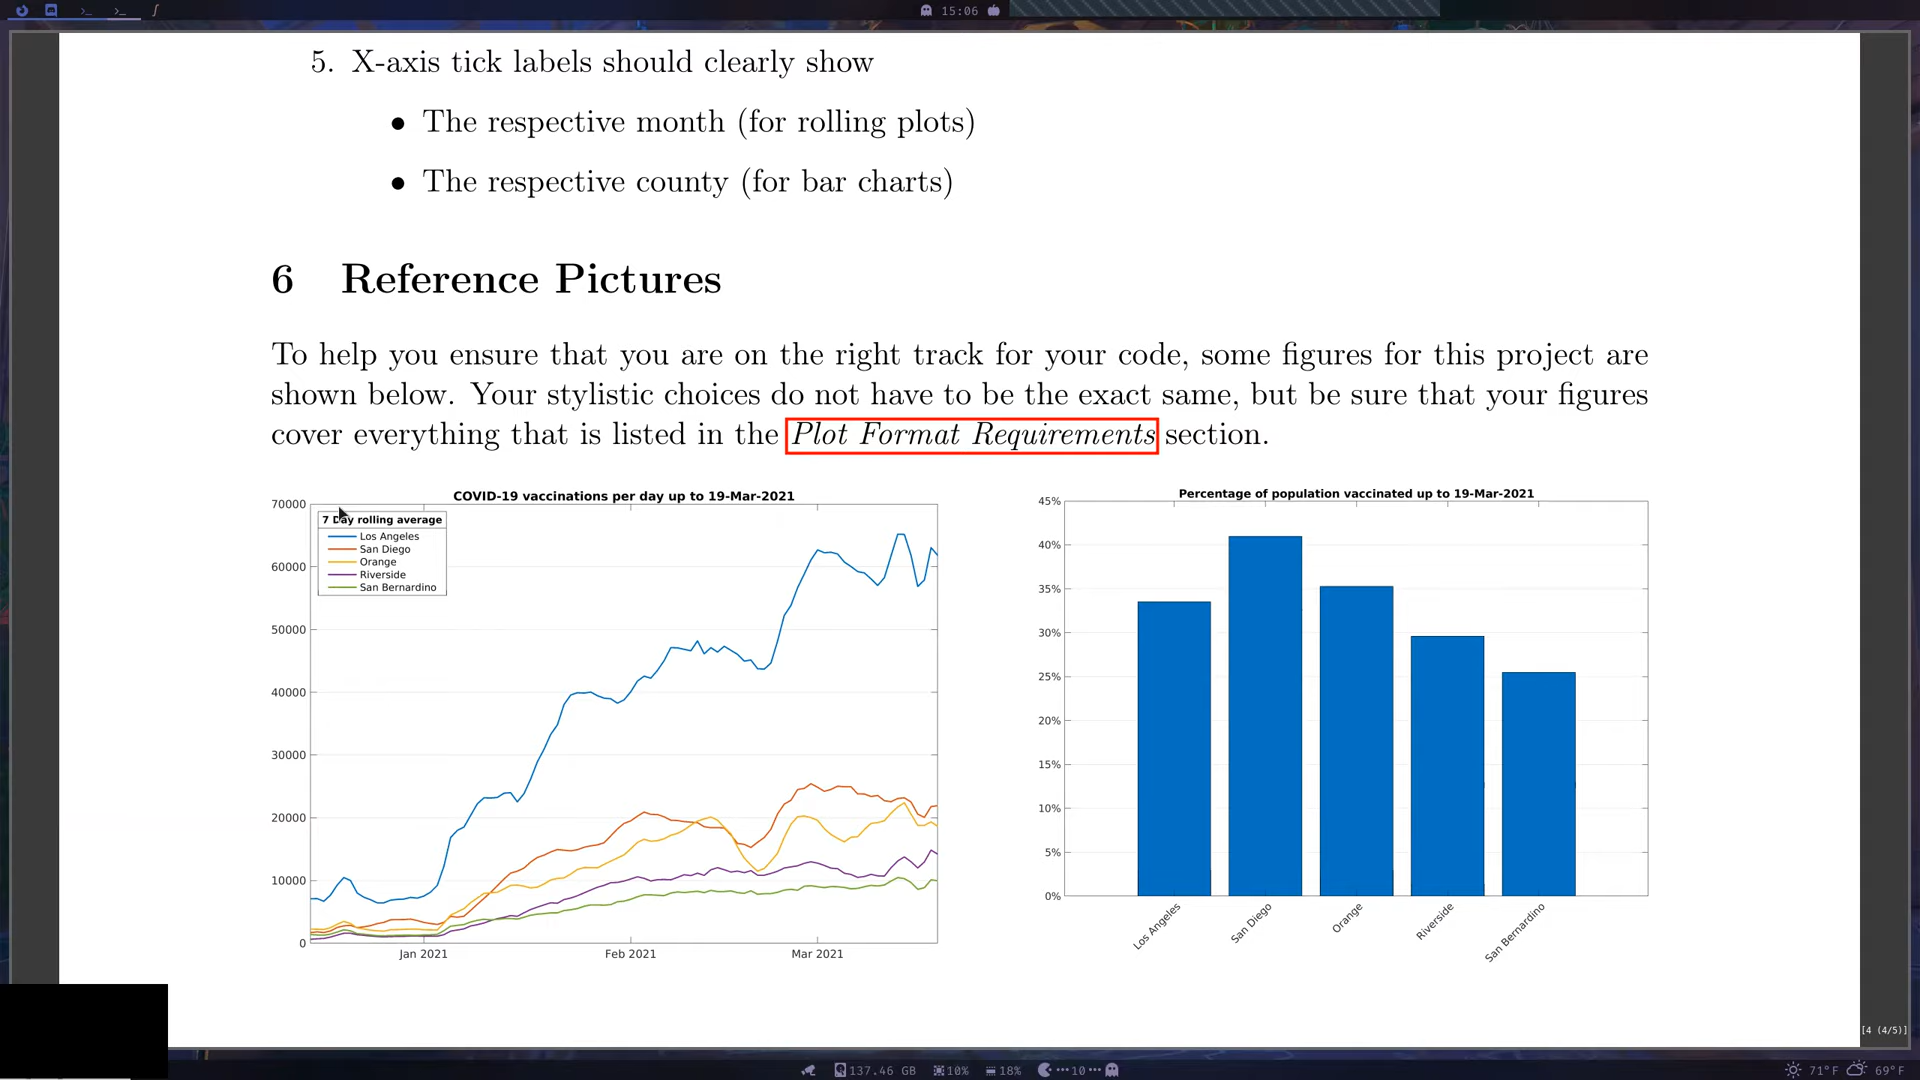 15:06
5. X-axis tick labels should clearly show
• The respective month (for rolling plots)
• The respective county (for bar charts)
6 Reference Pictures
To help you ensure that you are on the right track for your code, some figures for this project are
shown below. Your stylistic choices do not have to be the exact same, but be sure that your figures
cover everything that is listed in the Plot Format Requirements section.
COVID-19 vaccinations per day up to 19-Mar-2021
70000
60000
50000
40000
30000
20000
10000
0
7 Day rolling average
Los Angeles
San Diego
Orange
Riverside
San Bernardino
Jan 2021
Feb 2021
Mar 2021
Percentage of population vaccinated up to 19-Mar-2021
45%
40%
35%
30%
25%
20%
15%
10%
5%
0%
Los Angeles
San Diego
Orange
Riverside
San Bernardino
[4 (4/5)]
137.46 GB 10% 18% 10 71°F 69°F